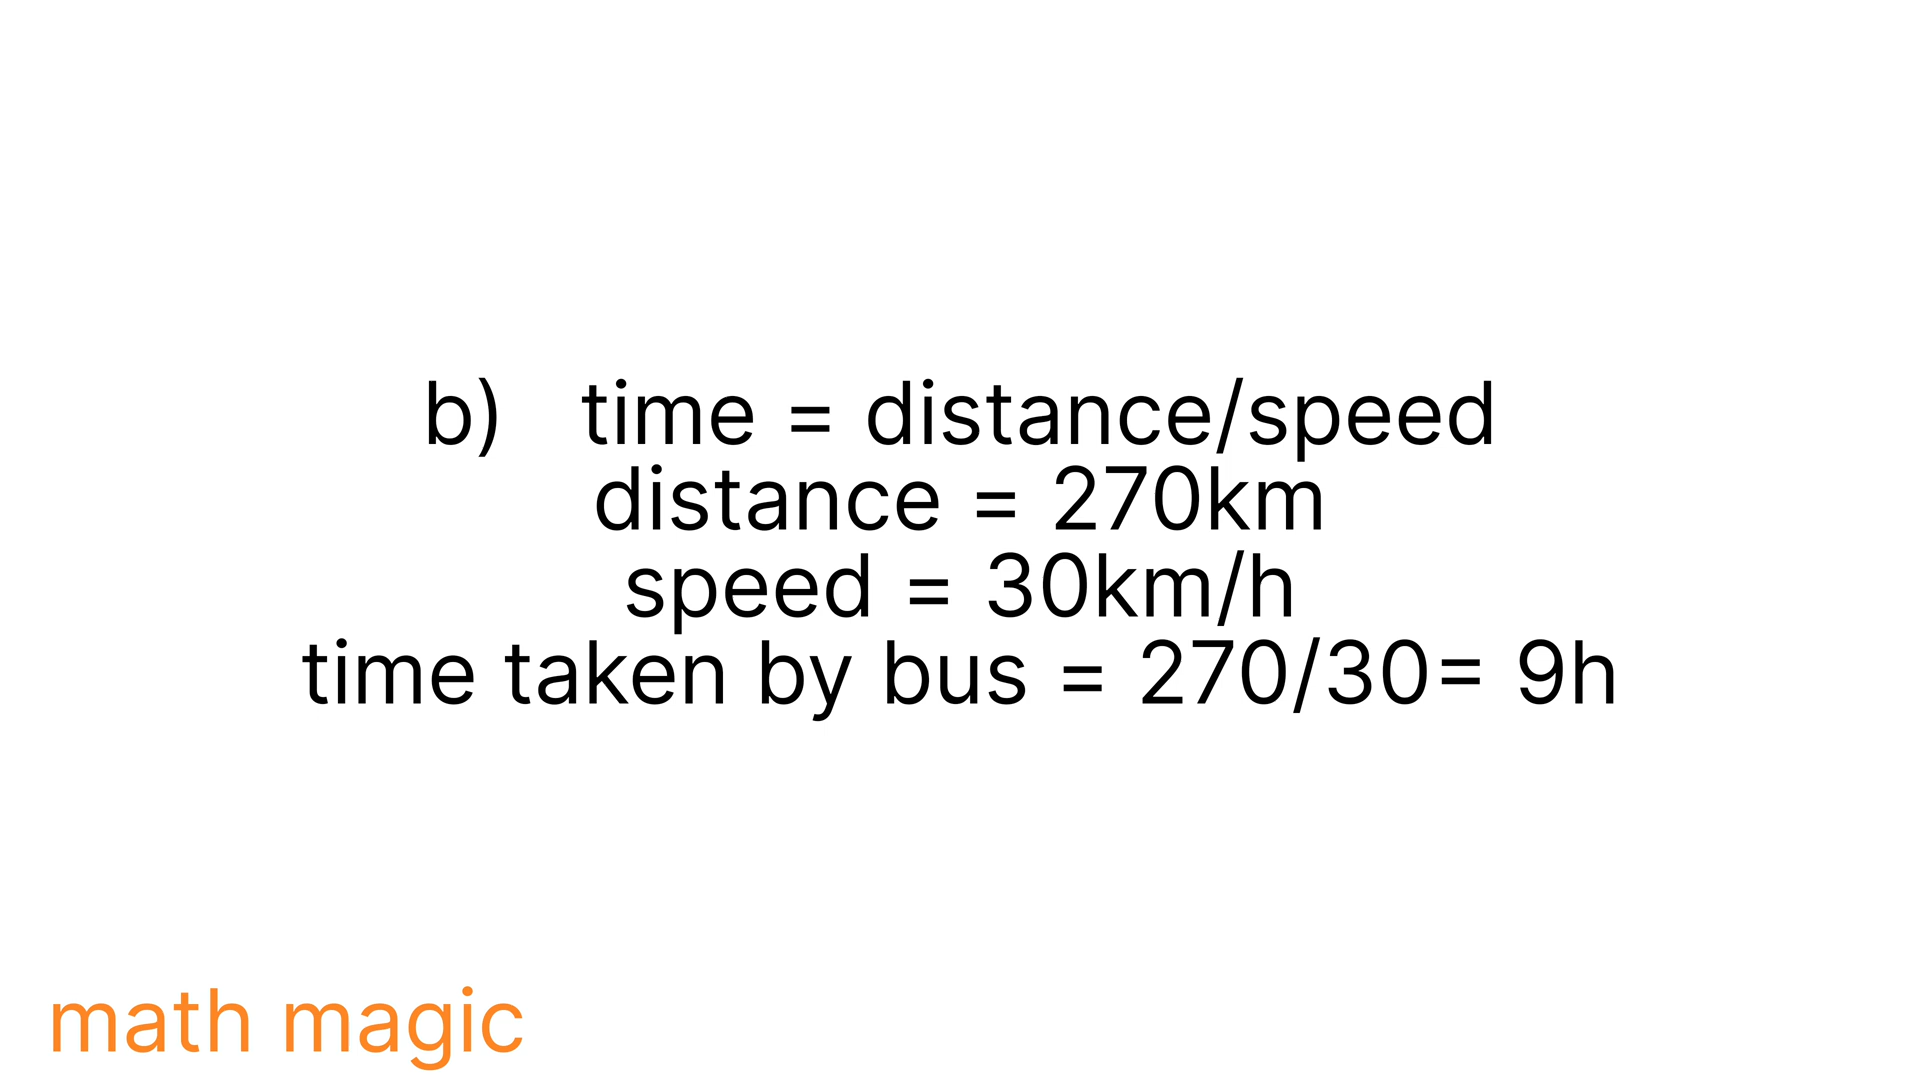 b)   time = distance/speed
distance = 270km
speed = 30km/h
time taken by bus = 270/30= 9h
math magic